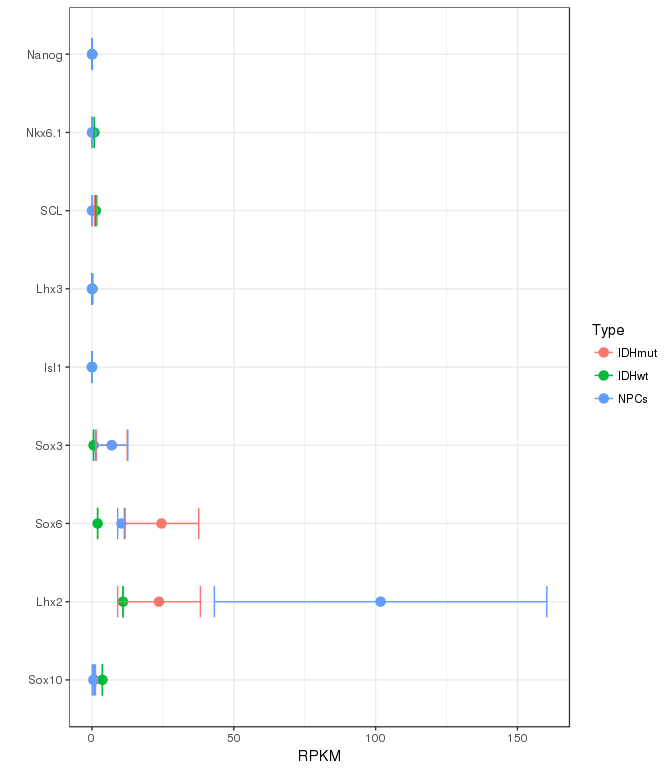 Nanog
Nkx6.1
SCL
Lhx3
Isl1
Sox3
Sox6
Lhx2
Sox10
0
50
100
150
RPKM
Type
IDHmut
IDHwt
NPCs